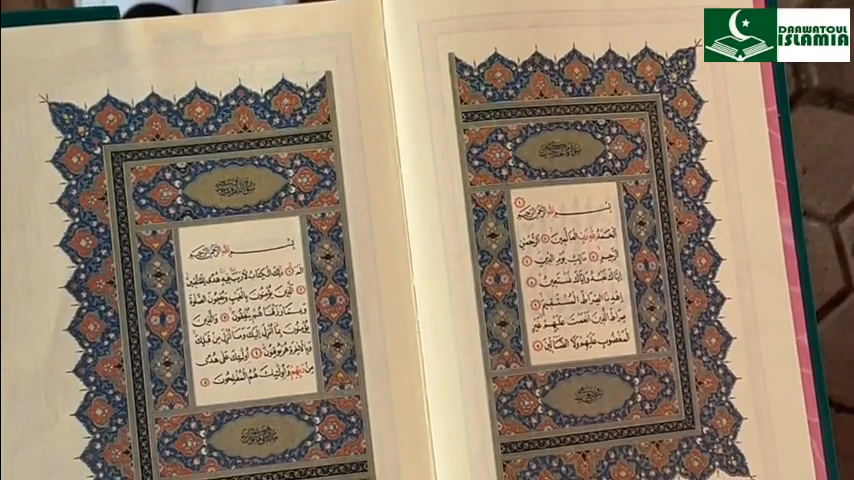 DAAWATOUL
ISLAMIA
بسم الله الرحمن الرحيم
الحمد لله رب العالمين الرحمن
الرحيم مالك يوم الدين
إياك نعبد وإياك نستعين
اهدنا الصراط المستقيم
صراط الذين أنعمت عليهم غير
المغضوب عليهم ولا الضالين
بسم الله الرحمن الرحيم
الم ذلك الكتاب لا ريب فيه هدى للمتقين
الذين يؤمنون بالغيب ويقيمون الصلوة
ومما رزقناهم ينفقون والذين
يؤمنون بما أنزل إليك وما أنزل من قبلك
وبالآخرة هم يوقنون أولئك على هدى
من ربهم وأولئك هم المفلحون